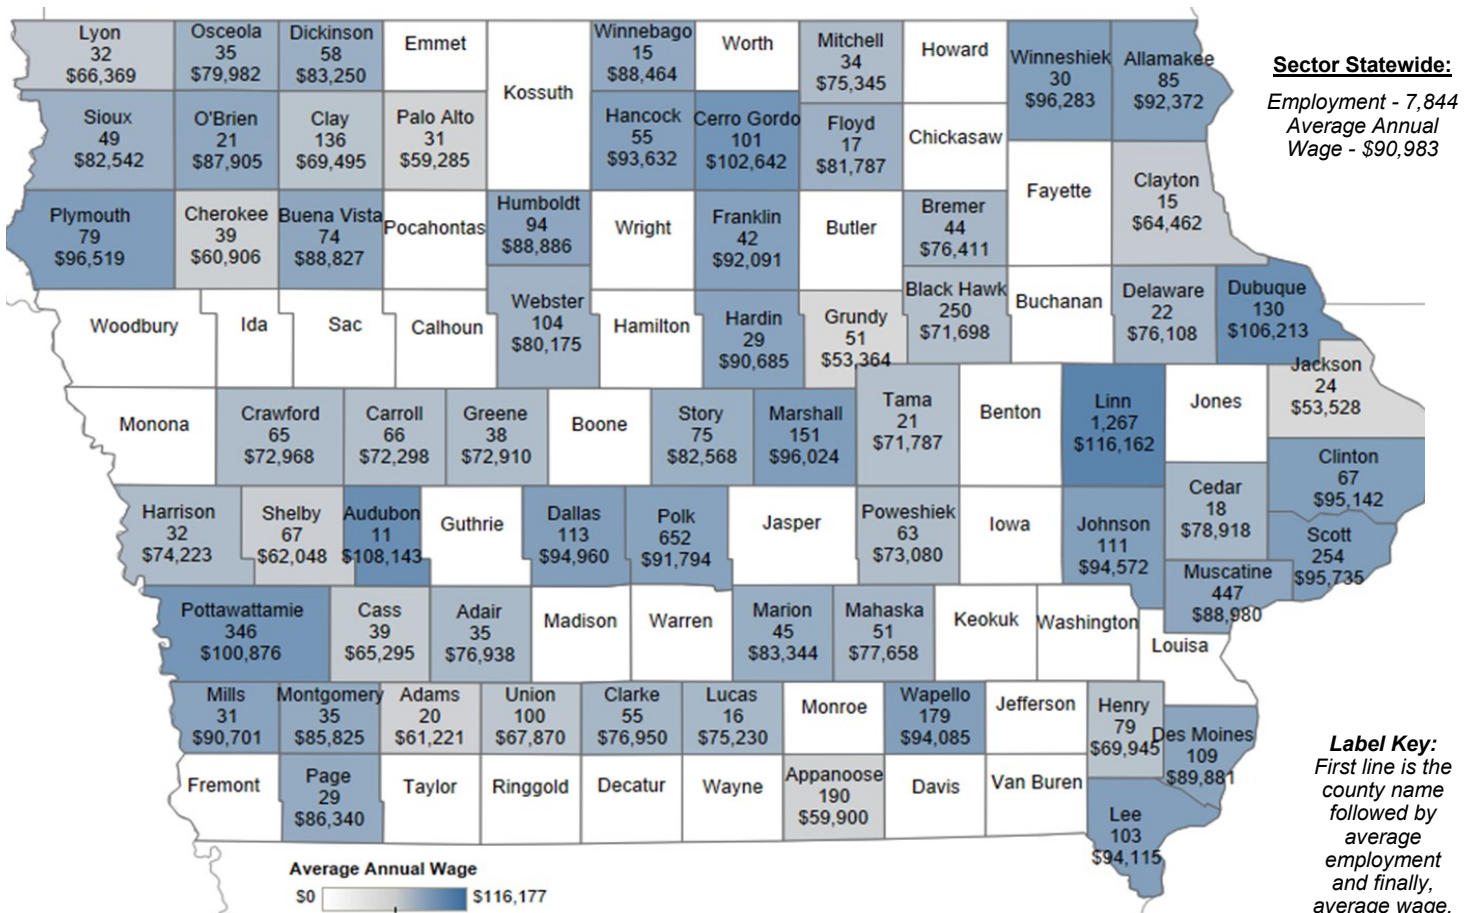 Lyon
32
$66,369
Osceola
35
$79,982
Dickinson
58
$83,250
Emmet
Kossuth
Winnebago
15
$88,464
Worth
Mitchell
34
$75,345
Howard
Winneshiek
30
$96,283
Allamakee
85
$92,372
Sector Statewide:
Employment - 7,844
Average Annual
Wage - $90,983
Sioux
49
$82,542
O'Brien
21
$87,905
Clay
136
$69,495
Palo Alto
31
$59,285
Hancock
55
$93,632
Cerro Gordo
101
$102,642
Floyd
17
$81,787
Chickasaw
Fayette
Clayton
15
$64,462
Plymouth
79
$96,519
Cherokee
39
$60,906
Buena Vista
74
$88,827
Pocahontas
Humboldt
94
$88,886
Wright
Franklin
42
$92,091
Butler
Bremer
44
$76,411
Woodbury
Ida
Sac
Calhoun
Webster
104
$80,175
Hamilton
Hardin
29
$90,685
Grundy
51
$53,364
Black Hawk
250
$71,698
Buchanan
Delaware
22
$76,108
Dubuque
130
$106,213
Jackson
24
$53,528
Monona
Crawford
65
$72,968
Carroll
66
$72,298
Greene
38
$72,910
Boone
Story
75
$82,568
Marshall
151
$96,024
Tama
21
$71,787
Benton
Linn
1,267
$116,162
Jones
Clinton
67
$95,142
Cedar
18
$78,918
Harrison
32
$74,223
Shelby
67
$62,048
Audubon
11
$108,143
Guthrie
Dallas
113
$94,960
Polk
652
$91,794
Jasper
Poweshiek
63
$73,080
Iowa
Johnson
111
$94,572
Scott
254
$95,735
Muscatine
447
$88,980
Pottawattamie
346
$100,876
Cass
39
$65,295
Adair
35
$76,938
Madison
Warren
Marion
45
$83,344
Mahaska
51
$77,658
Keokuk
Washington
Louisa
Mills
31
$90,701
Montgomery
35
$85,825
Adams
20
$61,221
Union
100
$67,870
Clarke
55
$76,950
Lucas
16
$75,230
Monroe
Wapello
179
$94,085
Jefferson
Henry
79
$69,945
Des Moines
109
$89,881
Fremont
Page
29
$86,340
Taylor
Ringgold
Decatur
Wayne
Appanoose
190
$59,900
Davis
Van Buren
Lee
103
$94,115
Label Key:
First line is the
county name
followed by
average
employment
and finally,
average wage.
Average Annual Wage
$0 $116,177